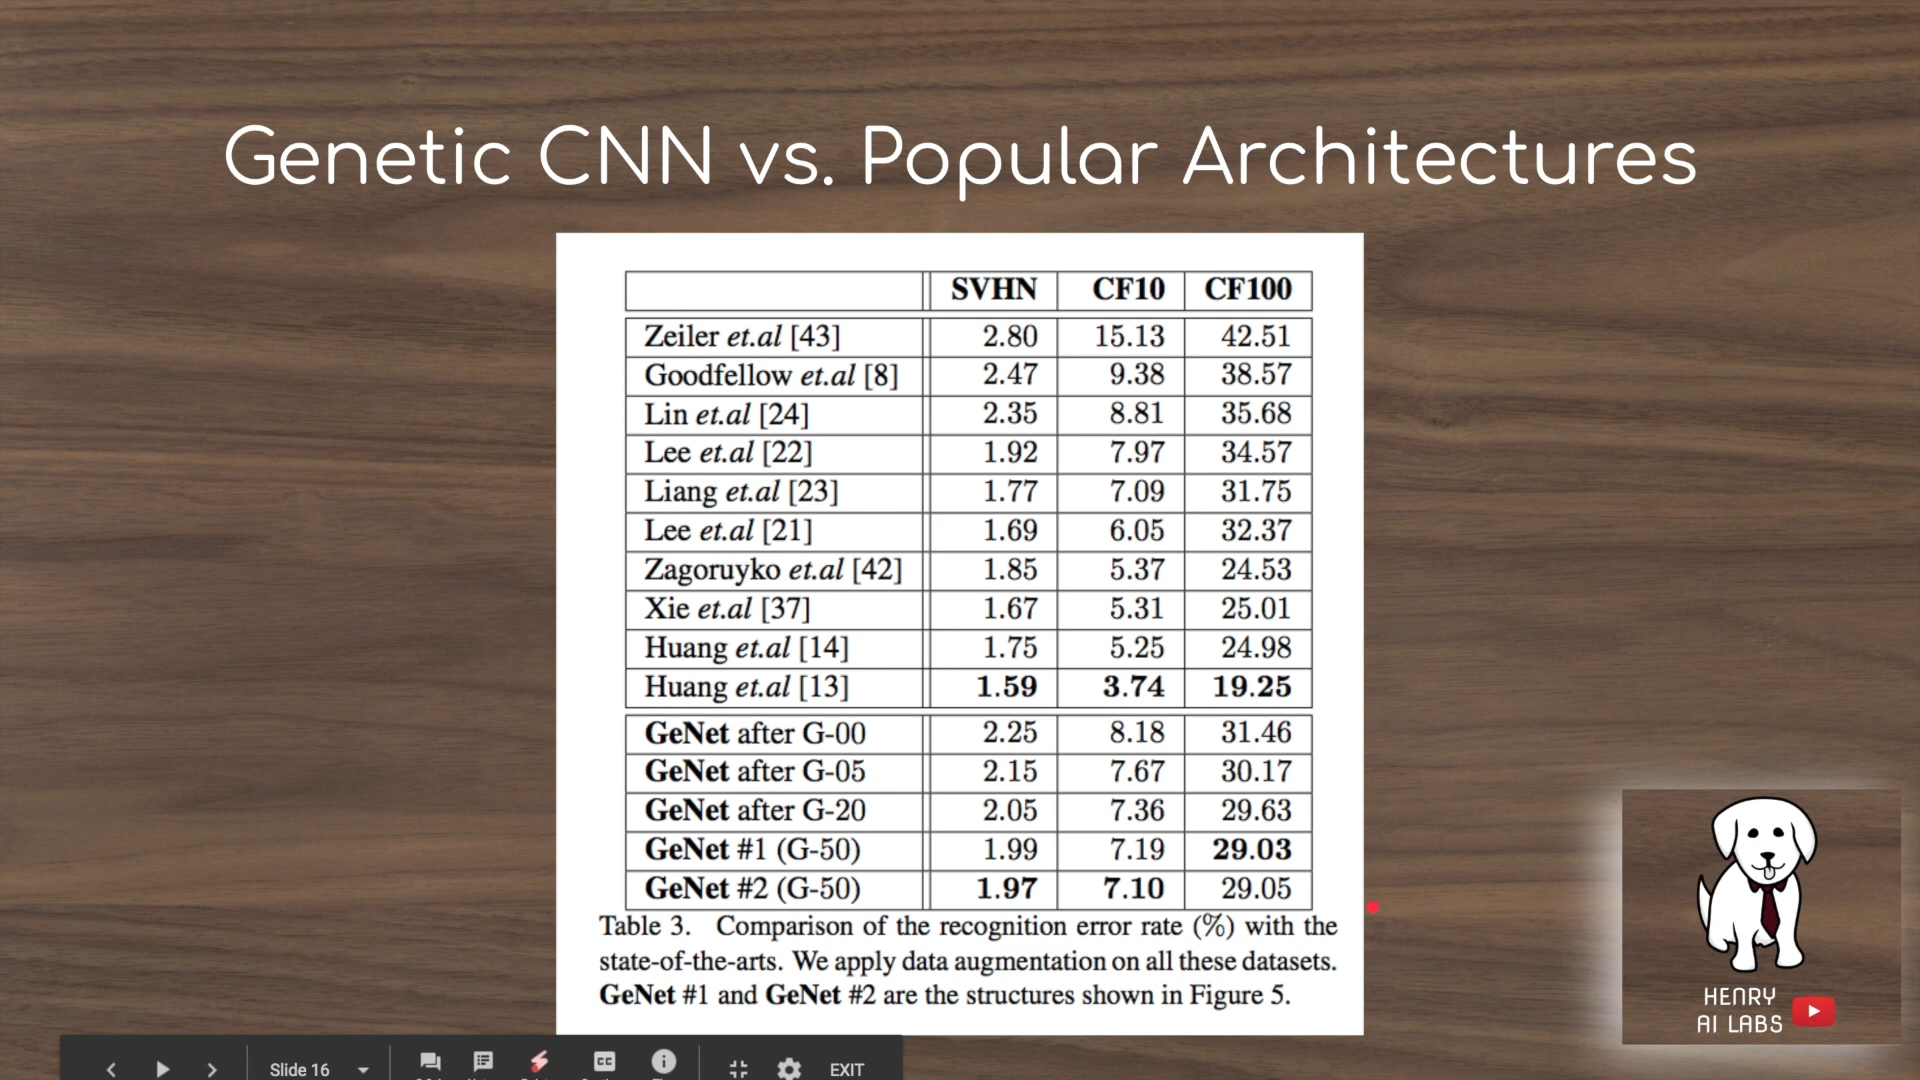 Genetic CNN vs. Popular Architectures
SVHN CF10 CF100
Zeiler et.al [43] 2.80 15.13 42.51
Goodfellow et.al [8] 2.47 9.38 38.57
Lin et.al [24] 2.35 8.81 35.68
Lee et.al [22] 1.92 7.97 34.57
Liang et.al [23] 1.77 7.09 31.75
Lee et.al [21] 1.69 6.05 32.37
Zagoruyko et.al [42] 1.85 5.37 24.53
Xie et.al [37] 1.67 5.31 25.01
Huang et.al [14] 1.75 5.25 24.98
Huang et.al [13] 1.59 3.74 19.25
GeNet after G-00 2.25 8.18 31.46
GeNet after G-05 2.15 7.67 30.17
GeNet after G-20 2.05 7.36 29.63
GeNet #1 (G-50) 1.99 7.19 29.03
GeNet #2 (G-50) 1.97 7.10 29.05
Table 3. Comparison of the recognition error rate (%) with the
state-of-the-arts. We apply data augmentation on all these datasets.
GeNet #1 and GeNet #2 are the structures shown in Figure 5.
HENRY
AI LABS
Slide 16 CC EXIT